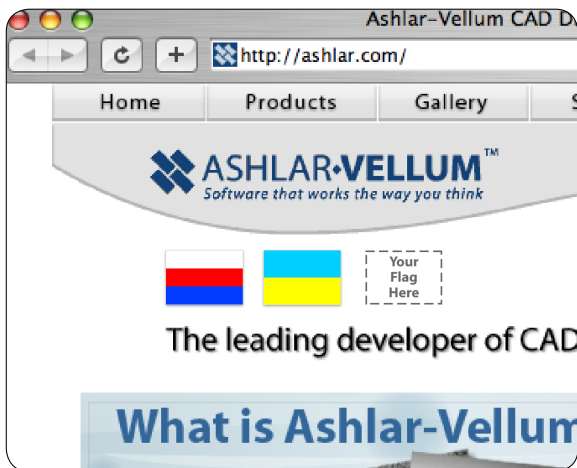 Ashlar-Vellum CAD D
http://ashlar.com/
Home Products Gallery S
ASHLAR•VELLUM™
Software that works the way you think
Your
Flag
Here
The leading developer of CAD
What is Ashlar-Vellum